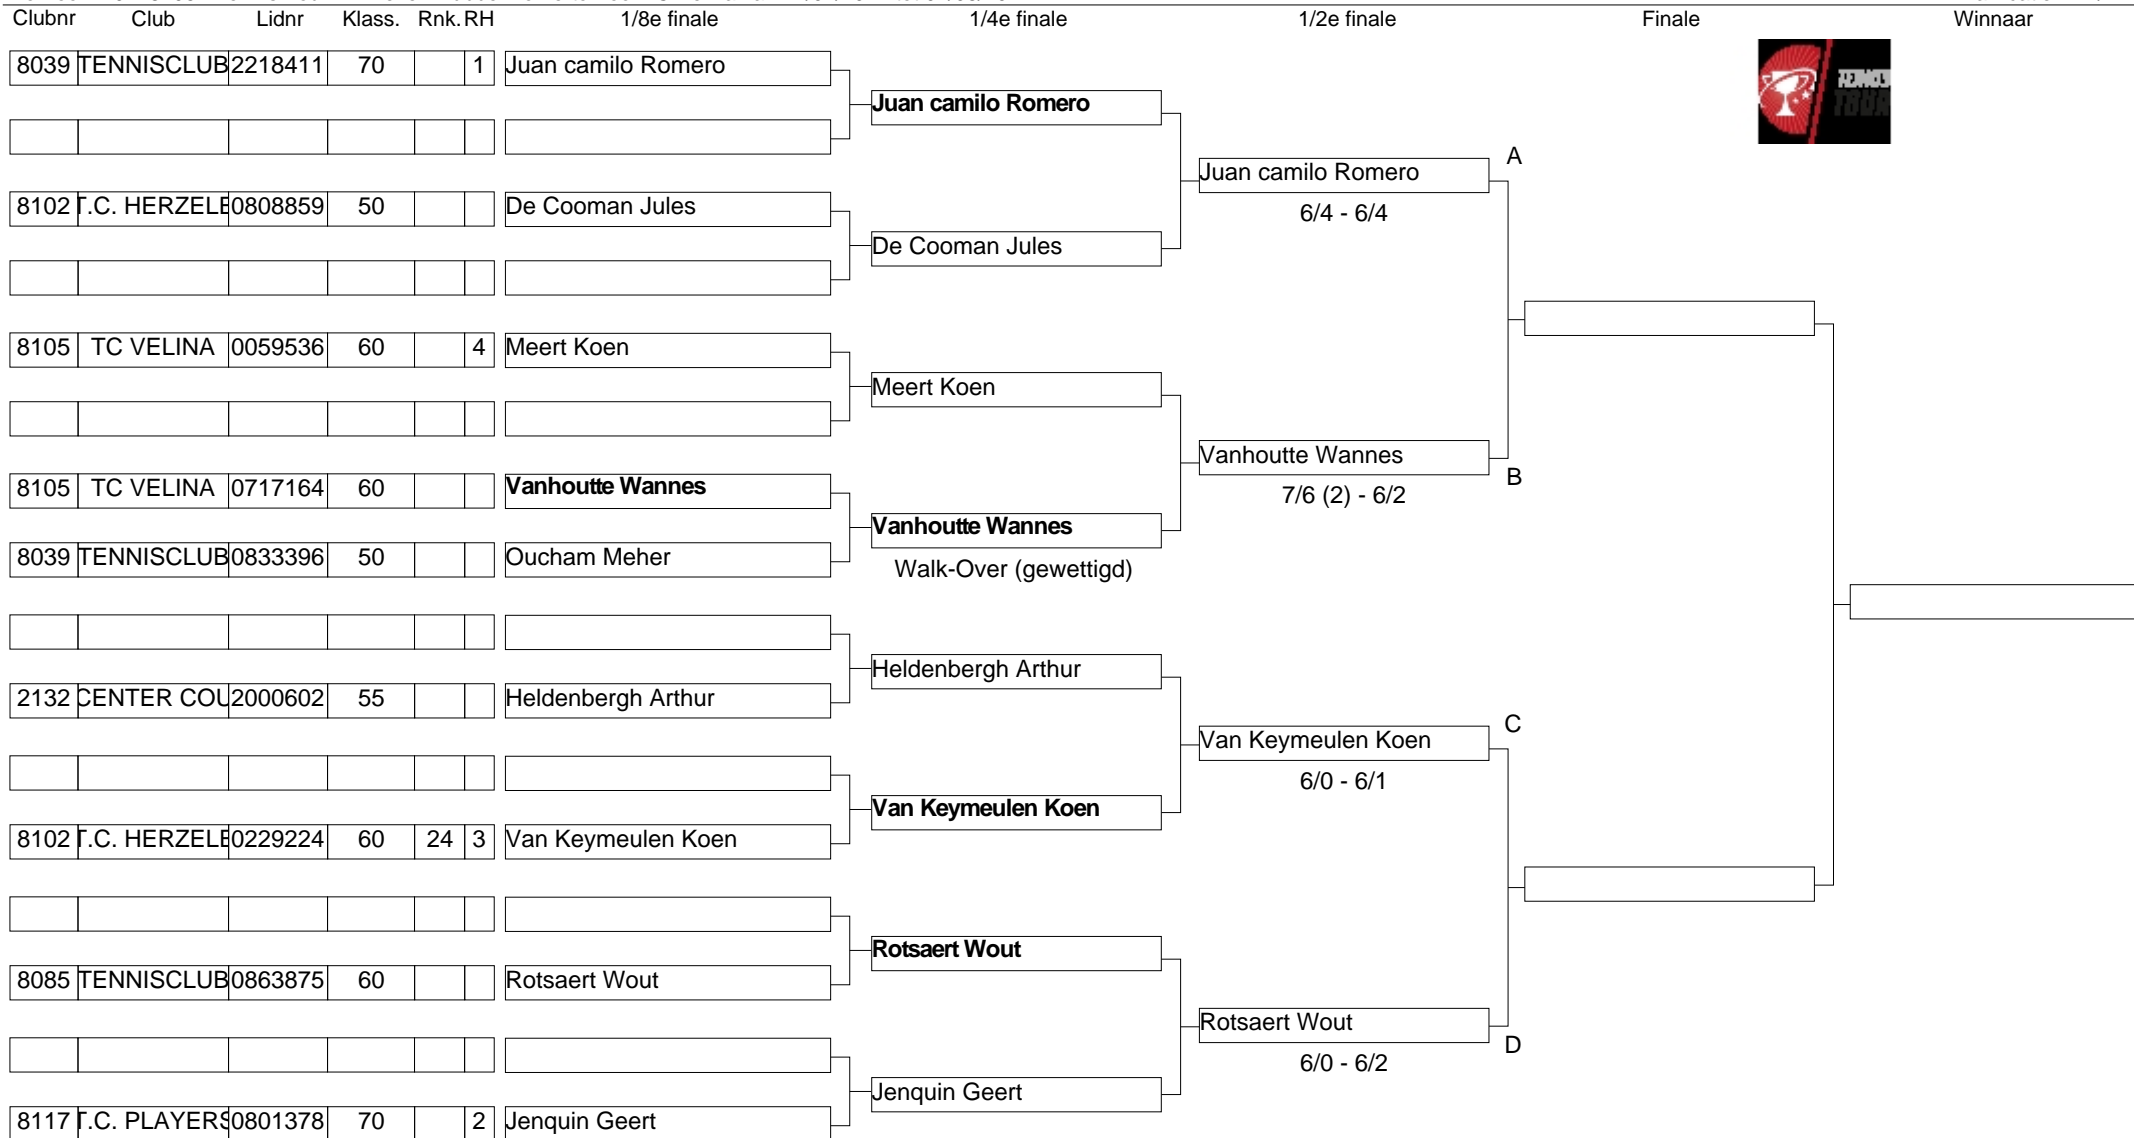 Clubnr Club Lidnr Klass. Rnk. RH 1/8e finale 1/4e finale 1/2e finale Finale Winnaar
8039 TENNISCLUB 2218411 70 1 Juan camilo Romero
Juan camilo Romero
Juan camilo Romero A
6/4 - 6/4
8102 T.C. HERZELE 0808859 50 De Cooman Jules
De Cooman Jules
8105 TC VELINA 0059536 60 4 Meert Koen
Meert Koen
Vanhoutte Wannes B
7/6 (2) - 6/2
8105 TC VELINA 0717164 60 Vanhoutte Wannes
Vanhoutte Wannes
8039 TENNISCLUB 0833396 50 Oucham Meher
Walk-Over (gewettigd)
Heldenbergh Arthur
2132 CENTER COU 2000602 55 Heldenbergh Arthur
Van Keymeulen Koen C
6/0 - 6/1
Van Keymeulen Koen
8102 T.C. HERZELE 0229224 60 24 3 Van Keymeulen Koen
Rotsaert Wout
8085 TENNISCLUB 0863875 60 Rotsaert Wout
Rotsaert Wout D
6/0 - 6/2
Jenquin Geert
8117 T.C. PLAYERS 0801378 70 2 Jenquin Geert